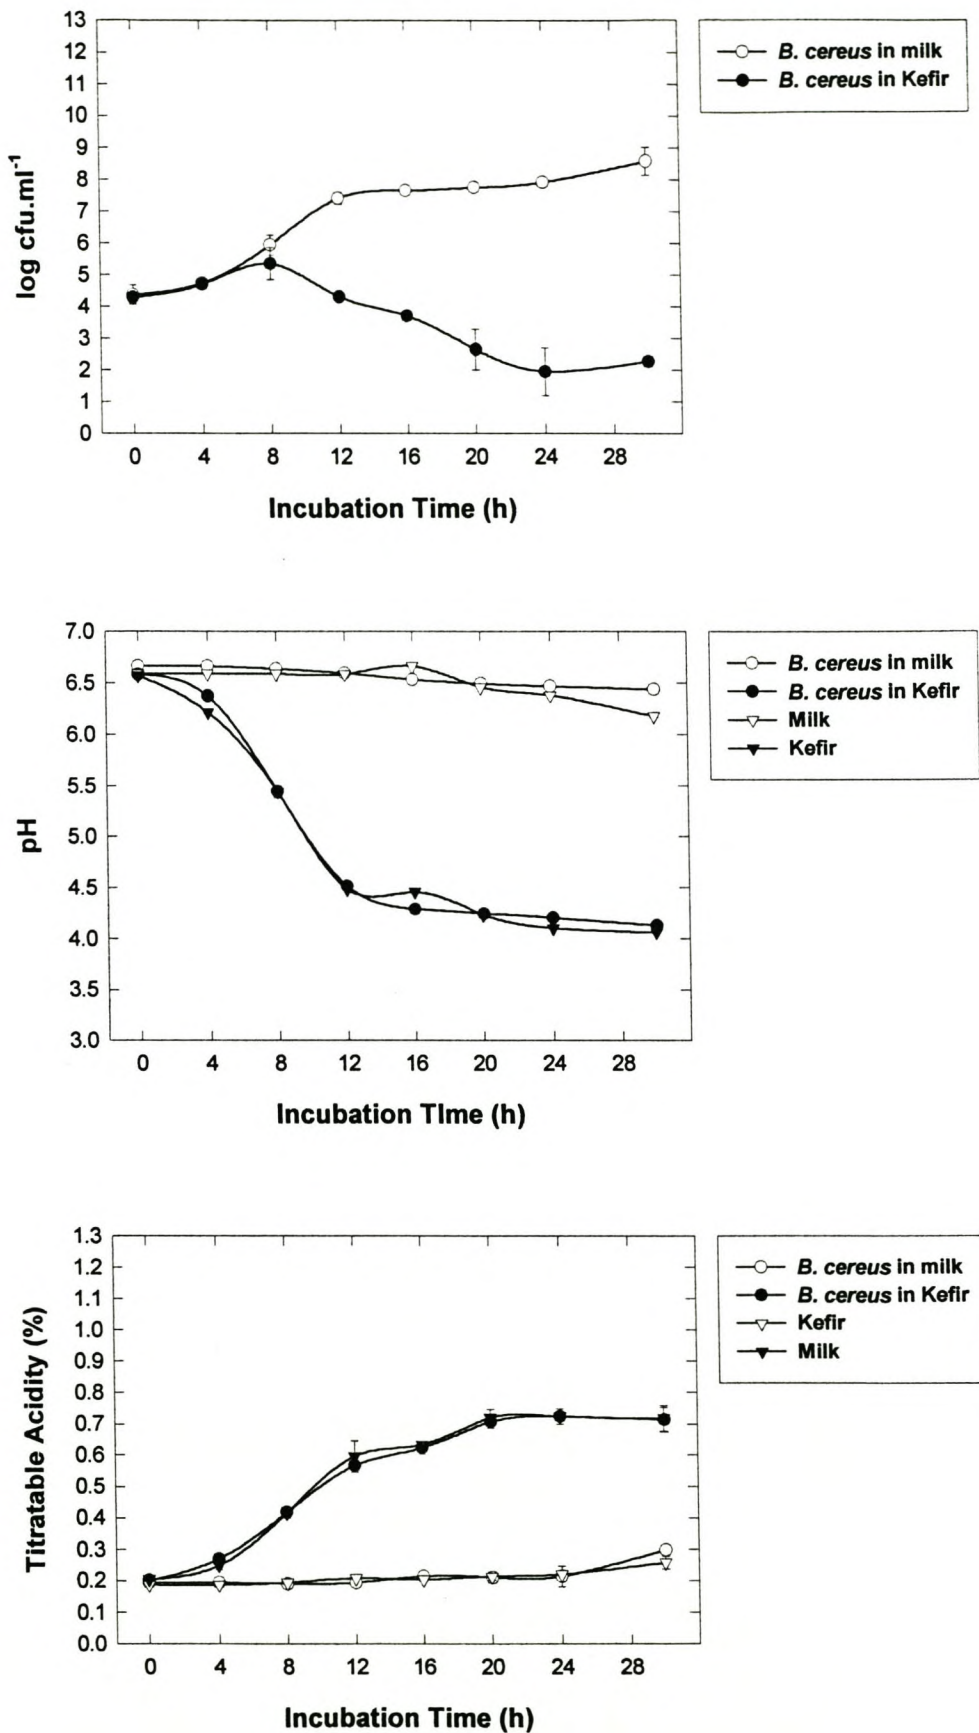 13
12
11
10
9
8
7
6
5
4
3
2
1
0
log cfu.ml-1
0 4 8 12 16 20 24 28
Incubation Time (h)
B. cereus in milk
B. cereus in Kefir
7.0
6.5
6.0
5.5
5.0
4.5
4.0
3.5
3.0
pH
0 4 8 12 16 20 24 28
Incubation TIme (h)
B. cereus in milk
B. cereus in Kefir
Milk
Kefir
1.3
1.2
1.1
1.0
0.9
0.8
0.7
0.6
0.5
0.4
0.3
0.2
0.1
0.0
Titratable Acidity (%)
0 4 8 12 16 20 24 28
Incubation Time (h)
B. cereus in milk
B. cereus in Kefir
Kefir
Milk